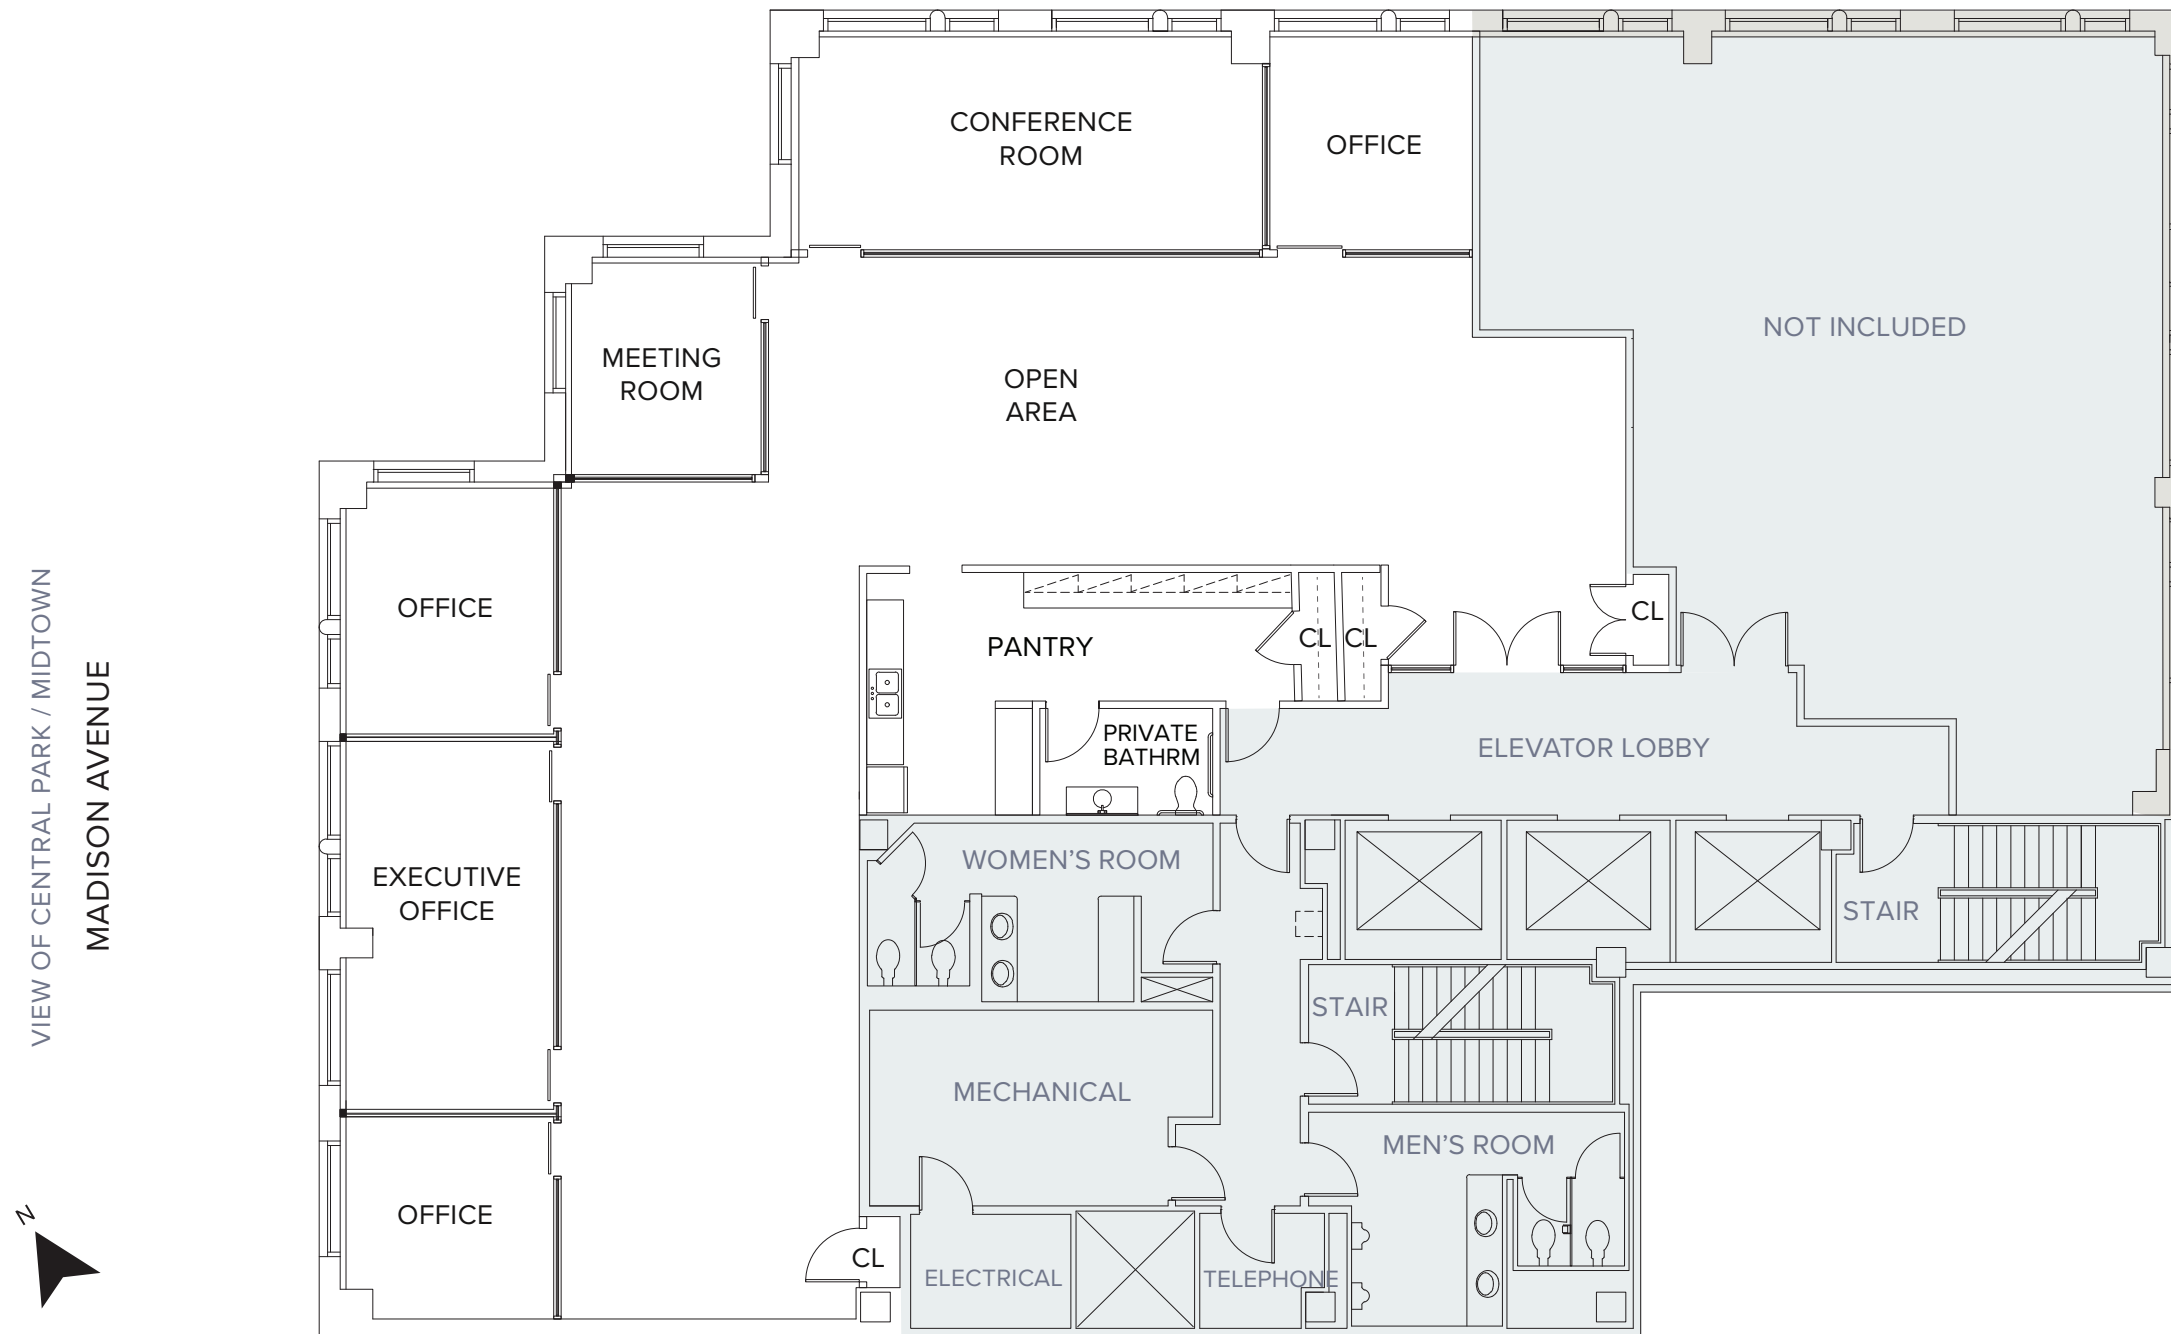 CONFERENCE
ROOM
OFFICE
NOT INCLUDED
MEETING
ROOM
OPEN
AREA
OFFICE
PANTRY
CL
CL
CL
PRIVATE
BATHRM
ELEVATOR LOBBY
VIEW OF CENTRAL PARK / MIDTOWN
MADISON AVENUE
EXECUTIVE
OFFICE
WOMEN'S ROOM
STAIR
STAIR
MECHANICAL
MEN'S ROOM
OFFICE
CL
ELECTRICAL
TELEPHONE
N